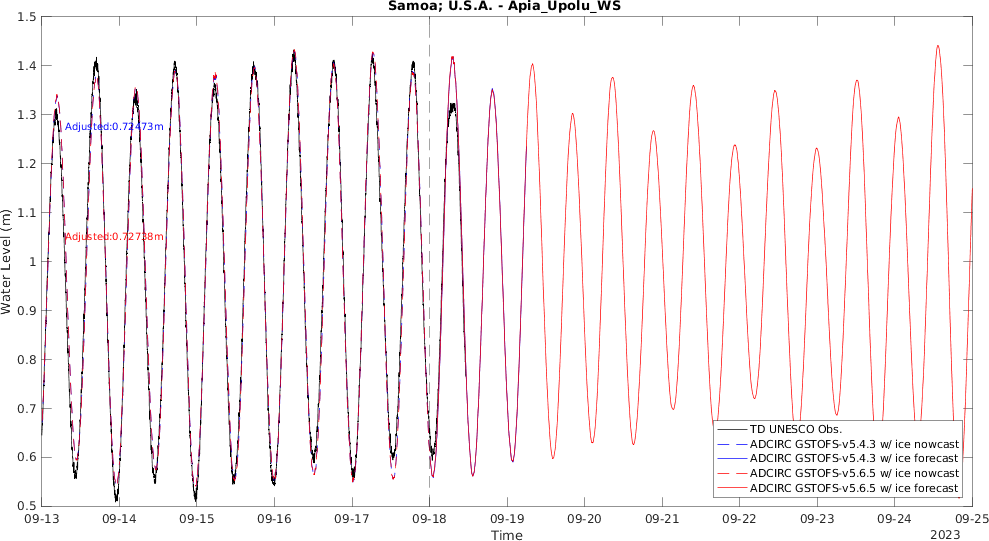 Samoa; U.S.A. - Apia_Upolu_WS
1.5
1.4
1.3
1.2
1.1
1
0.9
0.8
0.7
0.6
0.5
Water Level (m)
Adjusted:0.72473m
Adjusted:0.72738m
TD UNESCO Obs.
ADCIRC GSTOFS-v5.4.3 w/ ice nowcast
ADCIRC GSTOFS-v5.4.3 w/ ice forecast
ADCIRC GSTOFS-v5.6.5 w/ ice nowcast
ADCIRC GSTOFS-v5.6.5 w/ ice forecast
09-13 09-14 09-15 09-16 09-17 09-18 09-19 09-20 09-21 09-22 09-23 09-24 09-25
Time
2023